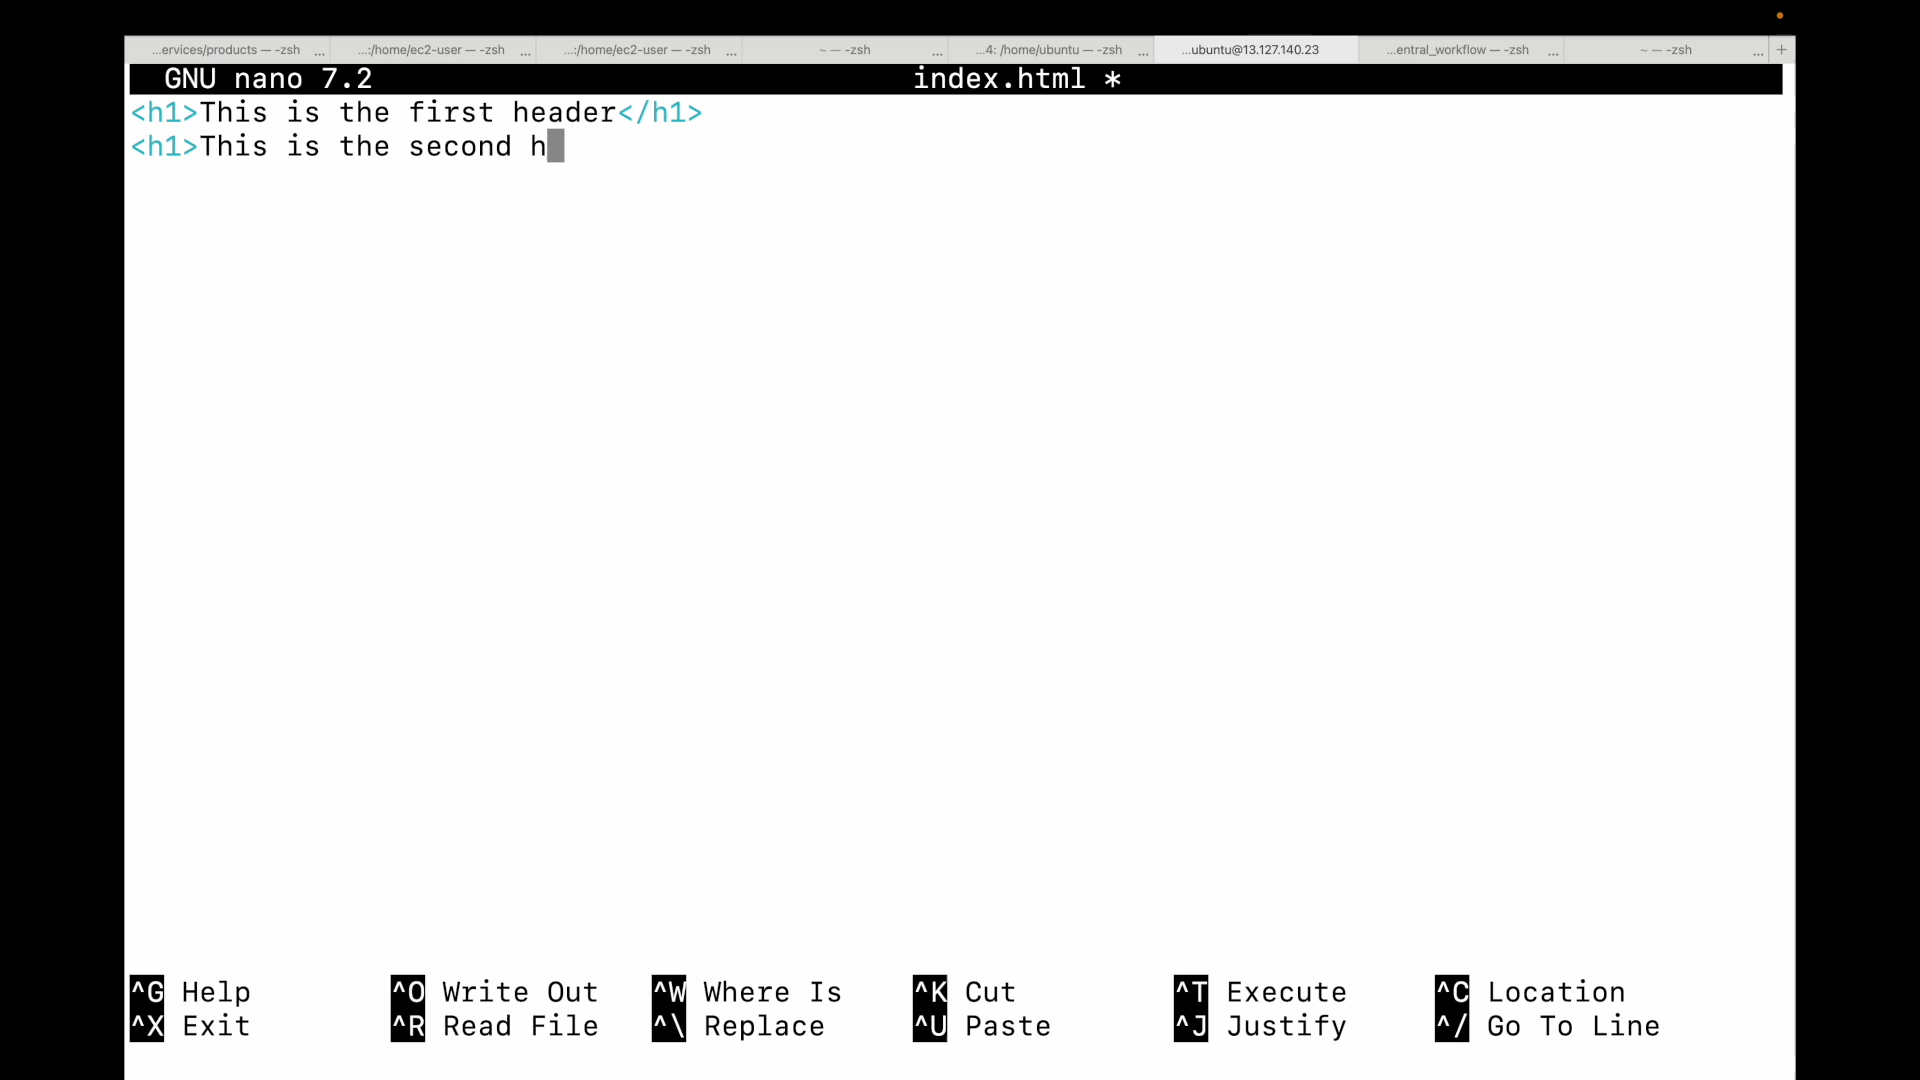 ...ervices/products — -zsh ... ...:/home/ec2-user — -zsh ... ...:/home/ec2-user — -zsh ... ~ — -zsh ... ...4: /home/ubuntu — -zsh ... ...ubuntu@13.127.140.23 ...entral_workflow — -zsh ... ~ — -zsh ... +
GNU nano 7.2 index.html *
<h1>This is the first header</h1>
<h1>This is the second h
^G Help ^O Write Out ^W Where Is ^K Cut ^T Execute ^C Location
^X Exit ^R Read File ^\ Replace ^U Paste ^J Justify ^/ Go To Line